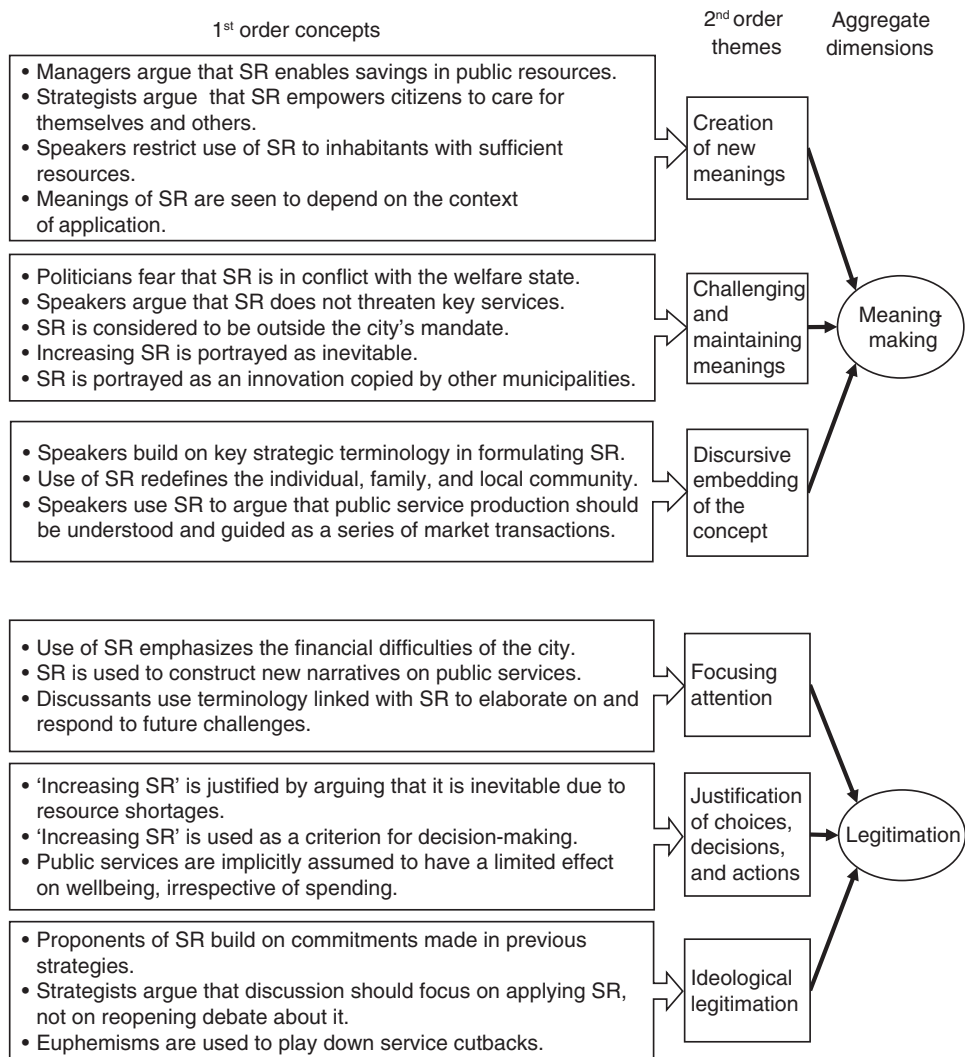 1st order concepts
2nd order
themes
Aggregate
dimensions
• Managers argue that SR enables savings in public resources.
• Strategists argue that SR empowers citizens to care for
themselves and others.
• Speakers restrict use of SR to inhabitants with sufficient
resources.
• Meanings of SR are seen to depend on the context
of application.
Creation
of new
meanings
• Politicians fear that SR is in conflict with the welfare state.
• Speakers argue that SR does not threaten key services.
• SR is considered to be outside the city's mandate.
• Increasing SR is portrayed as inevitable.
• SR is portrayed as an innovation copied by other municipalities.
Challenging
and
maintaining
meanings
Meaning-
making
• Speakers build on key strategic terminology in formulating SR.
• Use of SR redefines the individual, family, and local community.
• Speakers use SR to argue that public service production should
be understood and guided as a series of market transactions.
Discursive
embedding
of the
concept
• Use of SR emphasizes the financial difficulties of the city.
• SR is used to construct new narratives on public services.
• Discussants use terminology linked with SR to elaborate on and
respond to future challenges.
Focusing
attention
• 'Increasing SR' is justified by arguing that it is inevitable due to
resource shortages.
• 'Increasing SR' is used as a criterion for decision-making.
• Public services are implicitly assumed to have a limited effect
on wellbeing, irrespective of spending.
Justification
of choices,
decisions,
and actions
Legitimation
• Proponents of SR build on commitments made in previous
strategies.
• Strategists argue that discussion should focus on applying SR,
not on reopening debate about it.
• Euphemisms are used to play down service cutbacks.
Ideological
legitimation